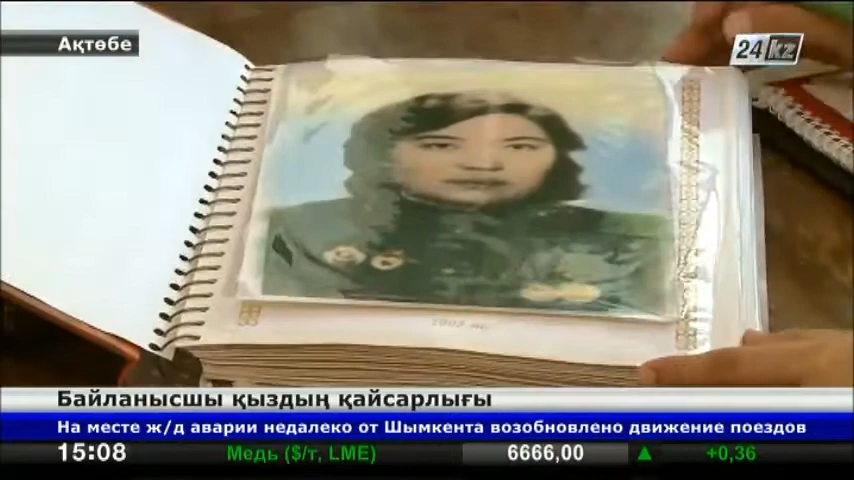 Ақтөбе
24kz
Байланысшы қыздың қайсарлығы
На месте ж/д аварии недалеко от Шымкента возобновлено движение поездов
15:08 Медь ($/т, LME) 6666,00 ▲ +0,36